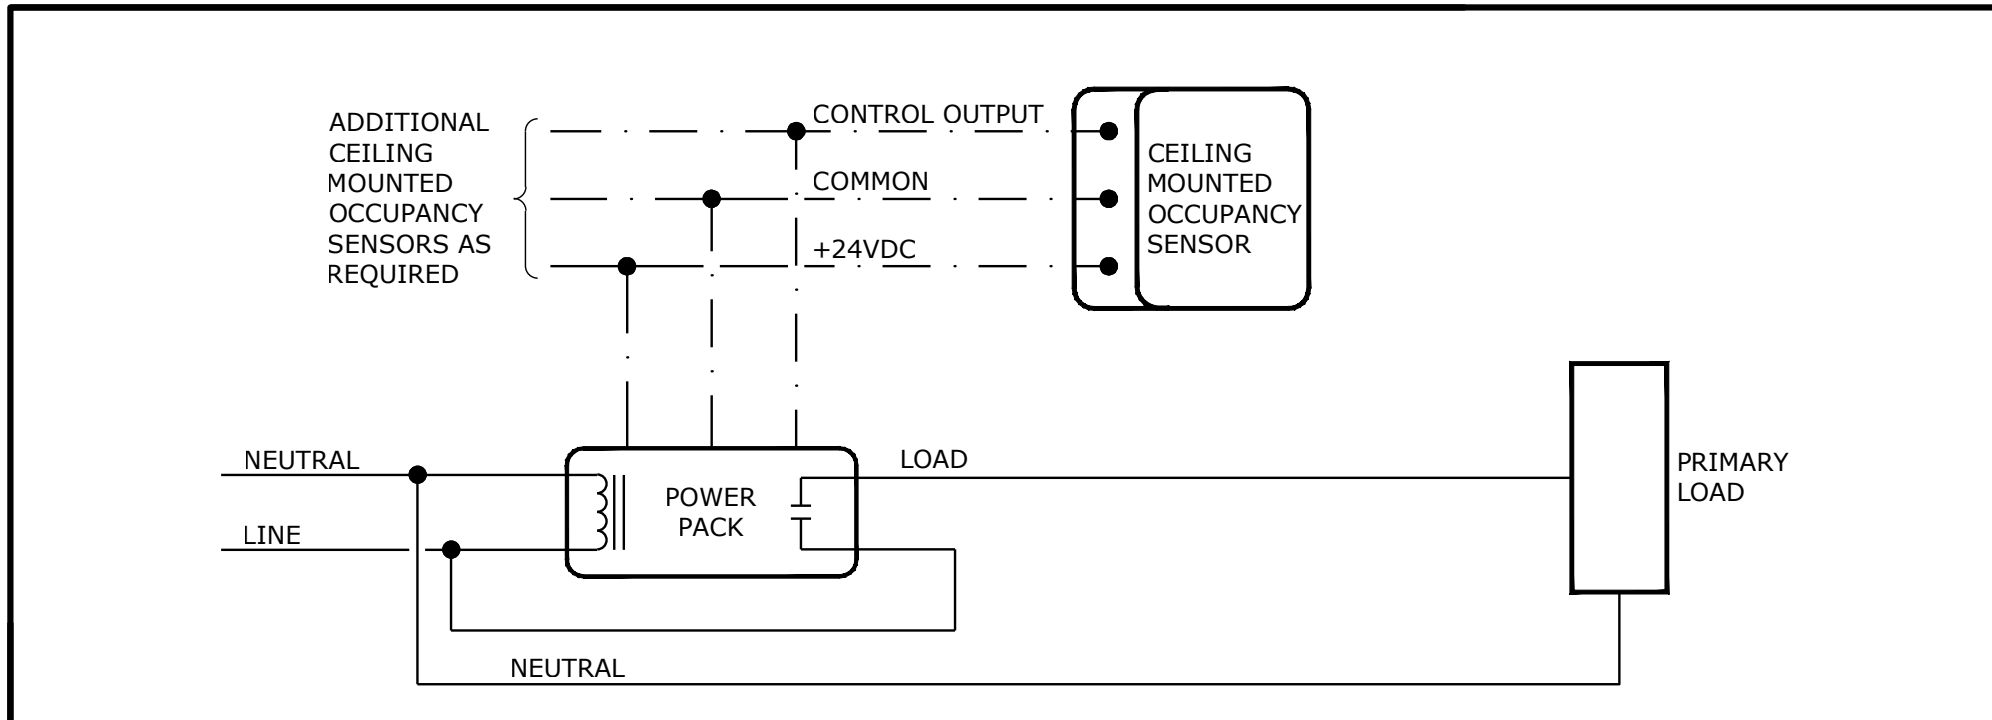 ADDITIONAL
CEILING
MOUNTED
OCCUPANCY
SENSORS AS
REQUIRED
CONTROL OUTPUT
COMMON
+24VDC
CEILING
MOUNTED
OCCUPANCY
SENSOR
NEUTRAL
LINE
POWER
PACK
LOAD
PRIMARY
LOAD
NEUTRAL